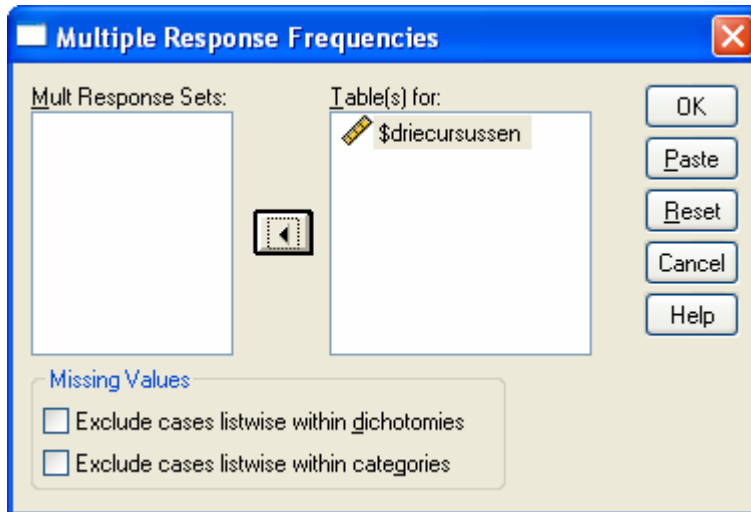 Multiple Response Frequencies
Mult Response Sets:
Table(s) for:
$driecursussen
OK
Paste
Reset
Cancel
Help
Missing Values
Exclude cases listwise within dichotomies
Exclude cases listwise within categories